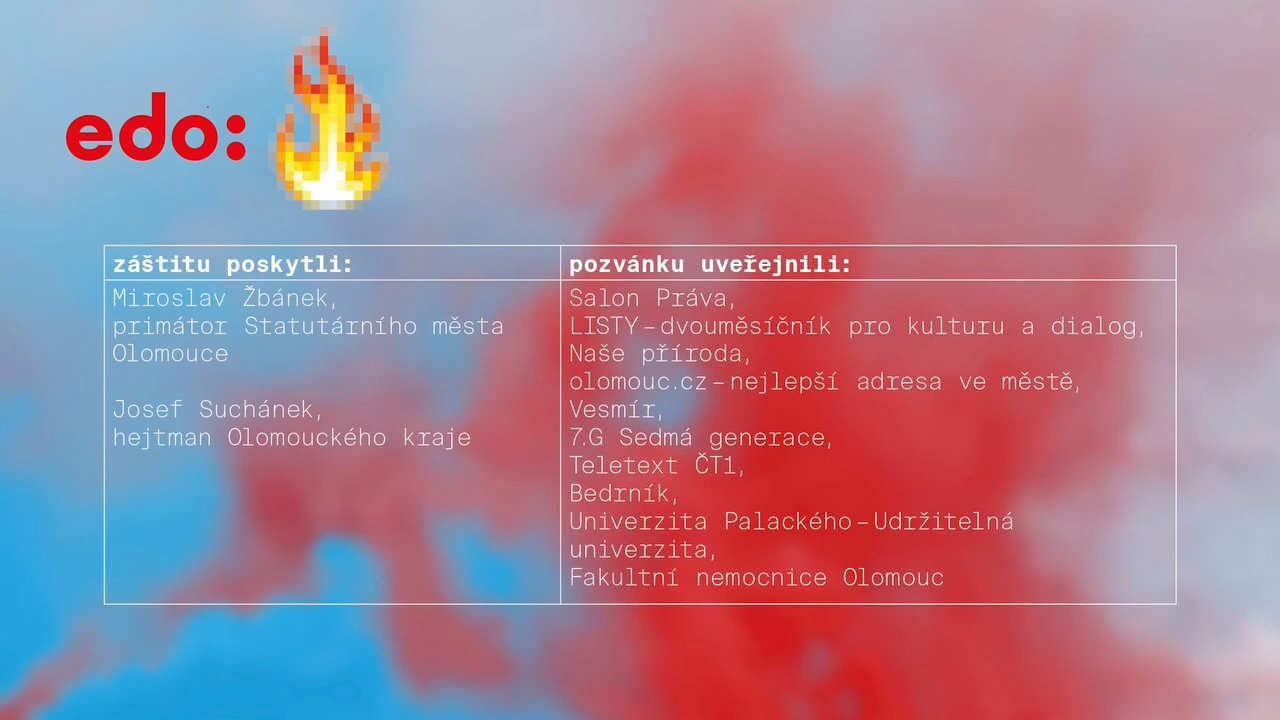 edo:
záštitu poskytli:
Miroslav Žbánek,
primátor Statutárního města
Olomouce
Josef Suchánek,
hejtman Olomouckého kraje
pozvánku uveřejnili:
Salon Práva,
LISTY – dvouměsíčník pro kulturu a dialog,
Naše příroda,
olomouc.cz – nejlepší adresa ve městě,
Vesmír,
7.G Sedmá generace,
Teletext ČT1,
Bedrník,
Univerzita Palackého – Udržitelná
univerzita,
Fakultní nemocnice Olomouc